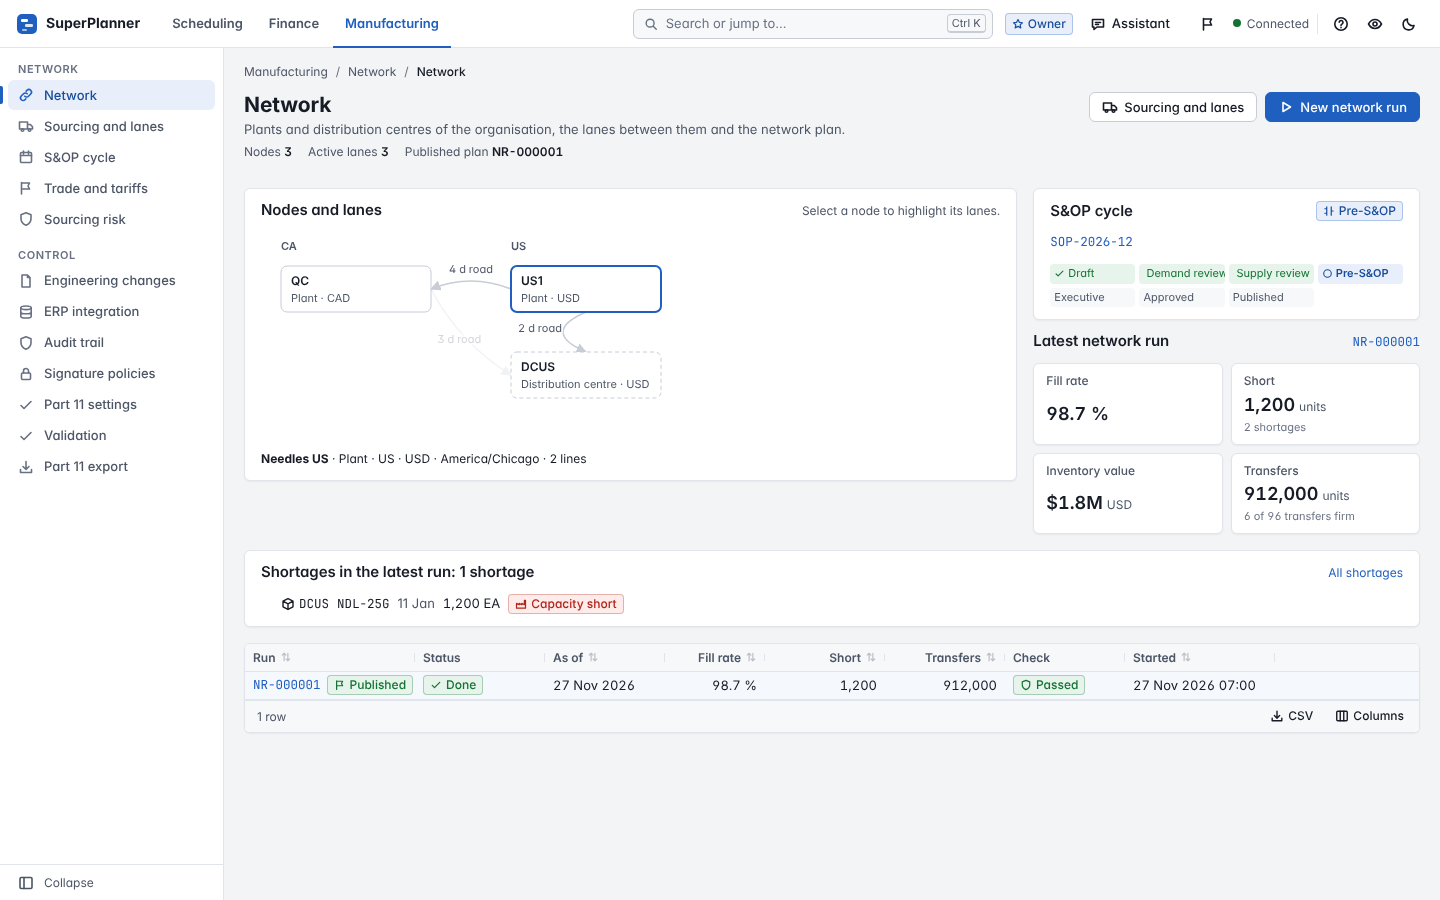 SuperPlanner
Scheduling
Finance
Manufacturing
Search or jump to...
Ctrl K
Owner
Assistant
Connected
NETWORK
Network
Sourcing and lanes
S&OP cycle
Trade and tariffs
Sourcing risk
CONTROL
Engineering changes
ERP integration
Audit trail
Signature policies
Part 11 settings
Validation
Part 11 export
Collapse
Manufacturing / Network / Network
Network
Plants and distribution centres of the organisation, the lanes between them and the network plan.
Nodes 3 Active lanes 3 Published plan NR-000001
Sourcing and lanes
New network run
Nodes and lanes
Select a node to highlight its lanes.
CA
US
QC
Plant · CAD
4 d road
US1
Plant · USD
2 d road
3 d road
DCUS
Distribution centre · USD
Needles US · Plant · US · USD · America/Chicago · 2 lines
S&OP cycle
Pre-S&OP
SOP-2026-12
Draft
Demand review
Supply review
Pre-S&OP
Executive
Approved
Published
Latest network run
NR-000001
Fill rate
98.7 %
Short
1,200 units
2 shortages
Inventory value
$1.8M USD
Transfers
912,000 units
6 of 96 transfers firm
Shortages in the latest run: 1 shortage
All shortages
DCUS NDL-25G 11 Jan 1,200 EA Capacity short
Run Status As of Fill rate Short Transfers Check Started
NR-000001 Published Done 27 Nov 2026 98.7 % 1,200 912,000 Passed 27 Nov 2026 07:00
1 row
CSV
Columns